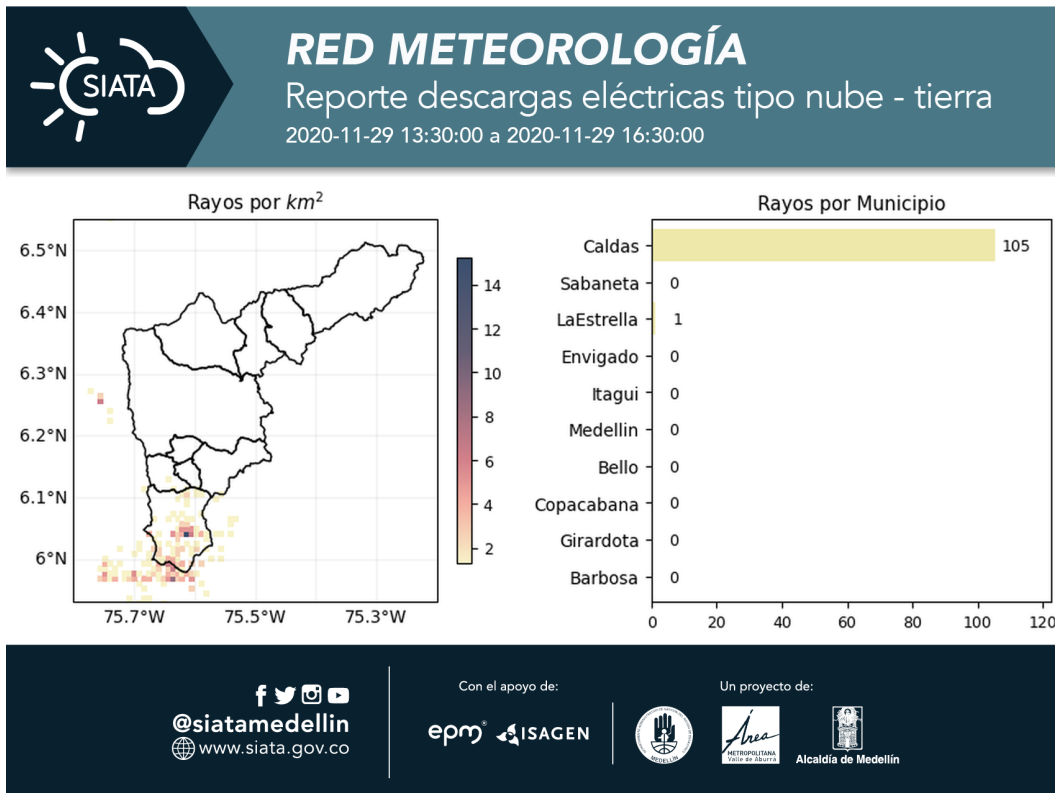 SIATA
RED METEOROLOGÍA
Reporte descargas eléctricas tipo nube - tierra
2020-11-29 13:30:00 a 2020-11-29 16:30:00
Rayos por km²
6.5°N
6.4°N
6.3°N
6.2°N
6.1°N
6°N
75.7°W 75.5°W 75.3°W
14
12
10
8
6
4
2
Rayos por Municipio
Caldas 105
Sabaneta 0
LaEstrella 1
Envigado 0
Itagui 0
Medellin 0
Bello 0
Copacabana 0
Girardota 0
Barbosa 0
0 20 40 60 80 100 120
@siatamedellin
www.siata.gov.co
Con el apoyo de:
epm® ISAGEN
Un proyecto de:
MEDELLIN
Área
METROPOLITANA
Valle de Aburrá
Alcaldía de Medellín